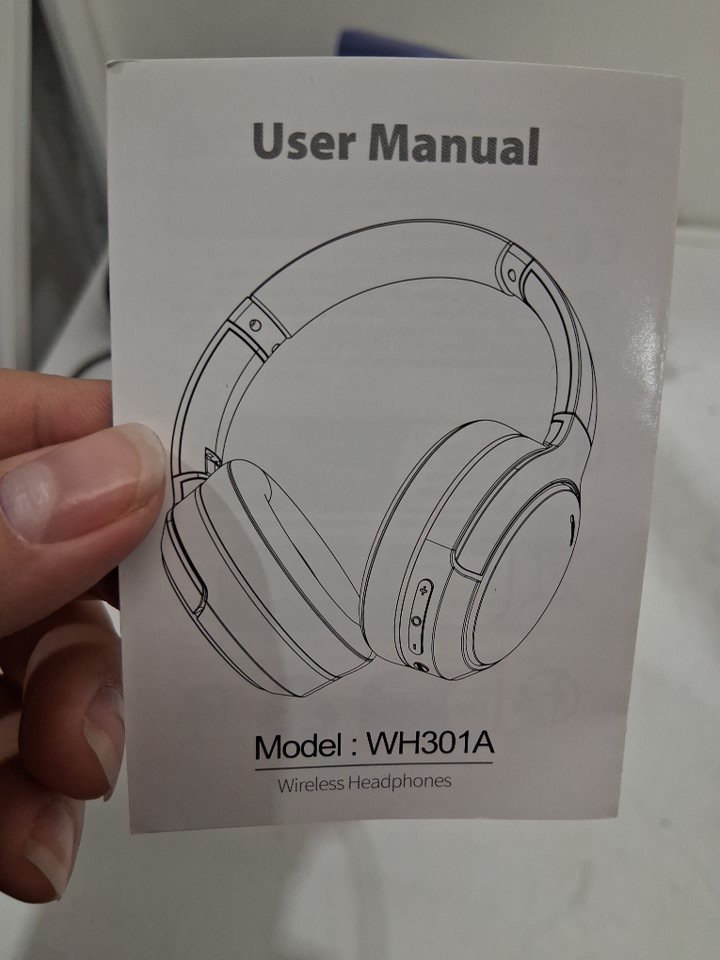 User Manual
+
-
Model : WH301A
Wireless Headphones